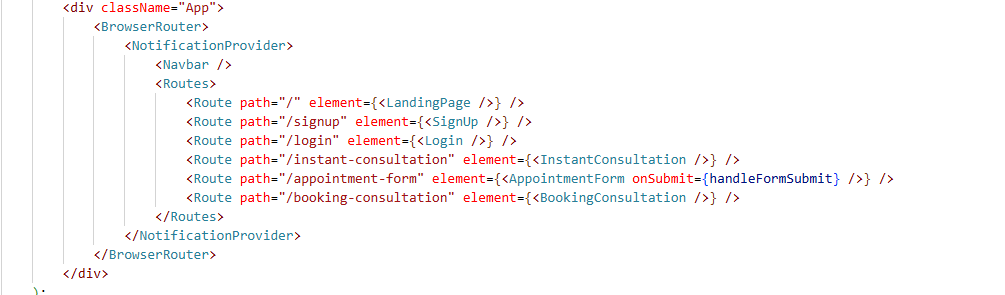 <div className="App">
<BrowserRouter>
<NotificationProvider>
<Navbar />
<Routes>
<Route path="/" element={<LandingPage />} />
<Route path="/signup" element={<SignUp />} />
<Route path="/login" element={<Login />} />
<Route path="/instant-consultation" element={<InstantConsultation />} />
<Route path="/appointment-form" element={<AppointmentForm onSubmit={handleFormSubmit} />} />
<Route path="/booking-consultation" element={<BookingConsultation />} />
</Routes>
</NotificationProvider>
</BrowserRouter>
</div>
);